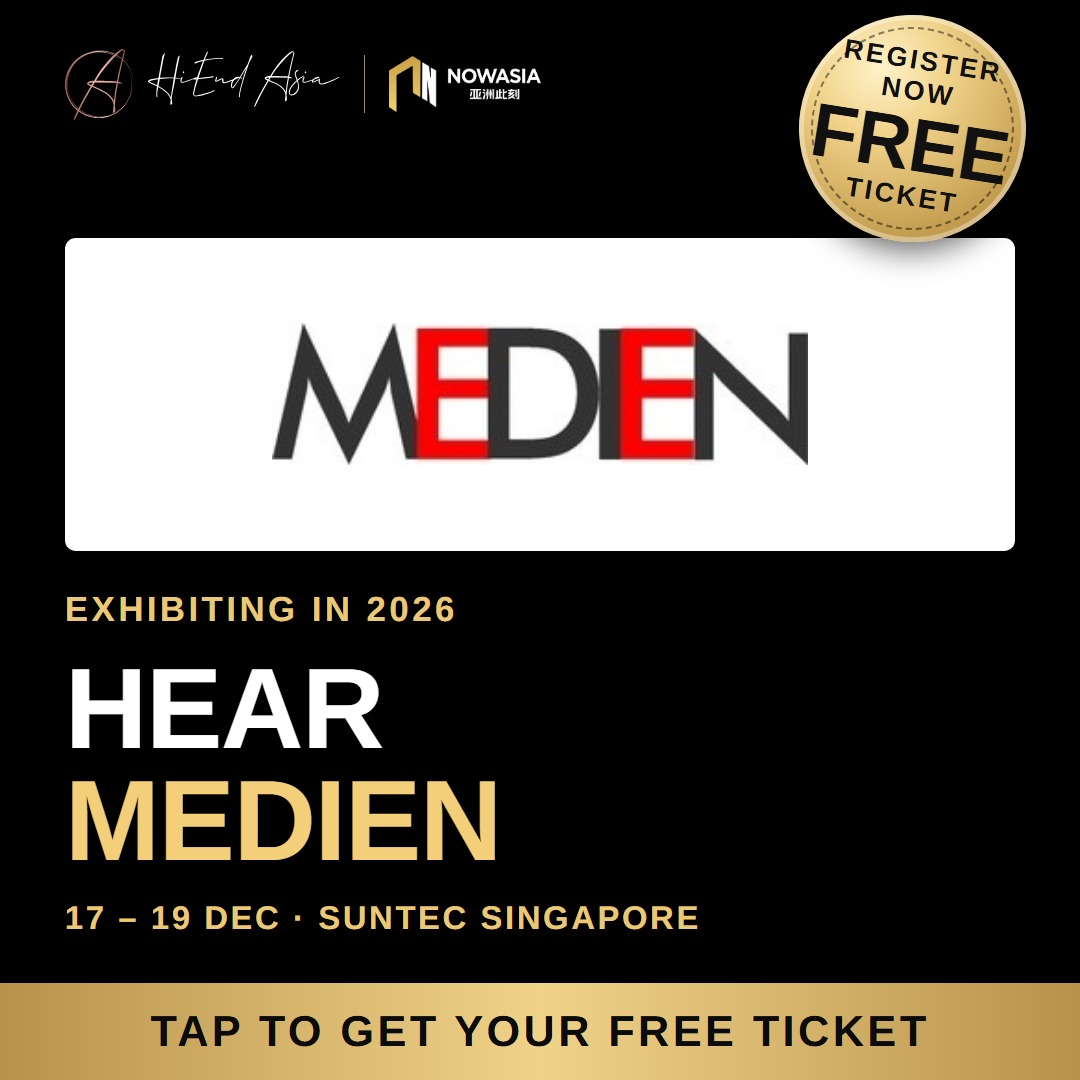 HiEnd Asia
NOWASIA
亚洲此刻
REGISTER
NOW
FREE
TICKET
MEDIEN
EXHIBITING IN 2026
HEAR
MEDIEN
17 – 19 DEC · SUNTEC SINGAPORE
TAP TO GET YOUR FREE TICKET